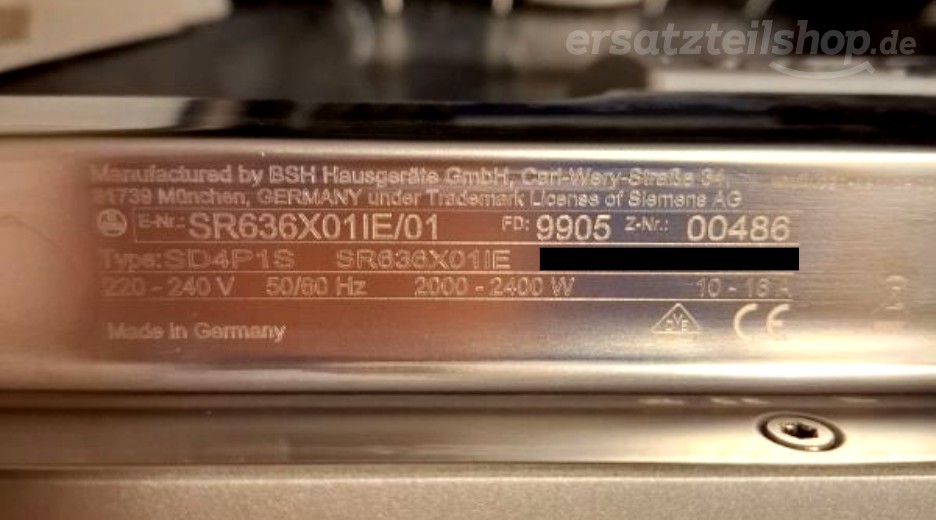 ersatzteilshop.de
Manufactured by BSH Hausgeräte GmbH, Carl-Wery-Straße 34,
81739 München, GERMANY under Trademark License of Siemens AG
E-Nr.: SR636X01IE/01 FD: 9905 Z-Nr.: 00486
Type: SD4P1S SR636X01IE
220 - 240 V 50/60 Hz 2000 - 2400 W 10 - 16 A
Made in Germany DVE CE